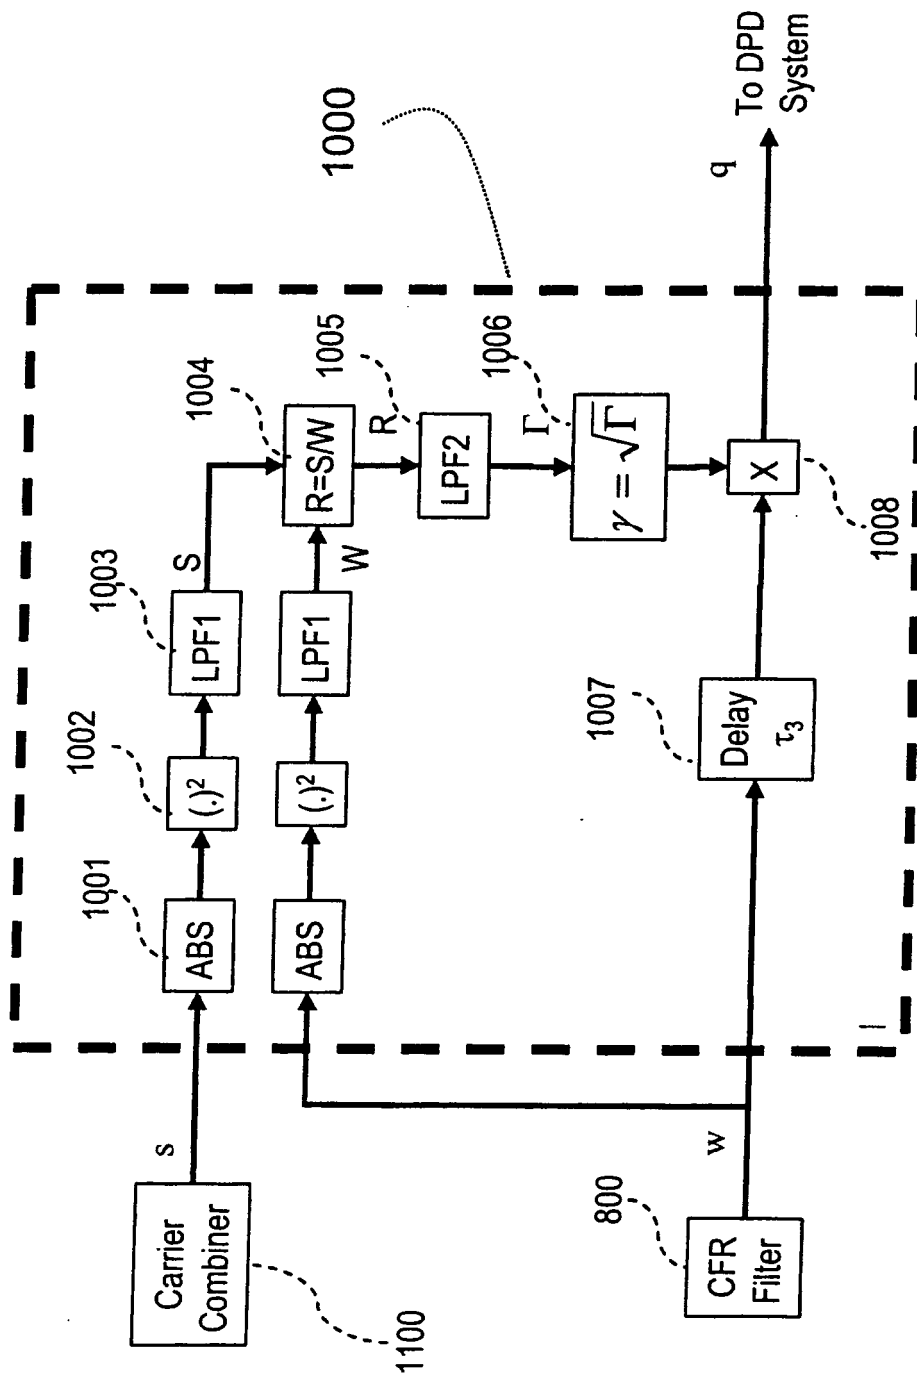 1000
1100
Carrier
Combiner
s
1001
ABS
1002
(.)²
1003
LPF1
S
1004
R=S/W
ABS
(.)²
LPF1
W
R
1005
LPF2
Γ
1006
γ = √Γ
800
CFR
Filter
w
1007
Delay
τ₃
X
1008
q
To DPD
System